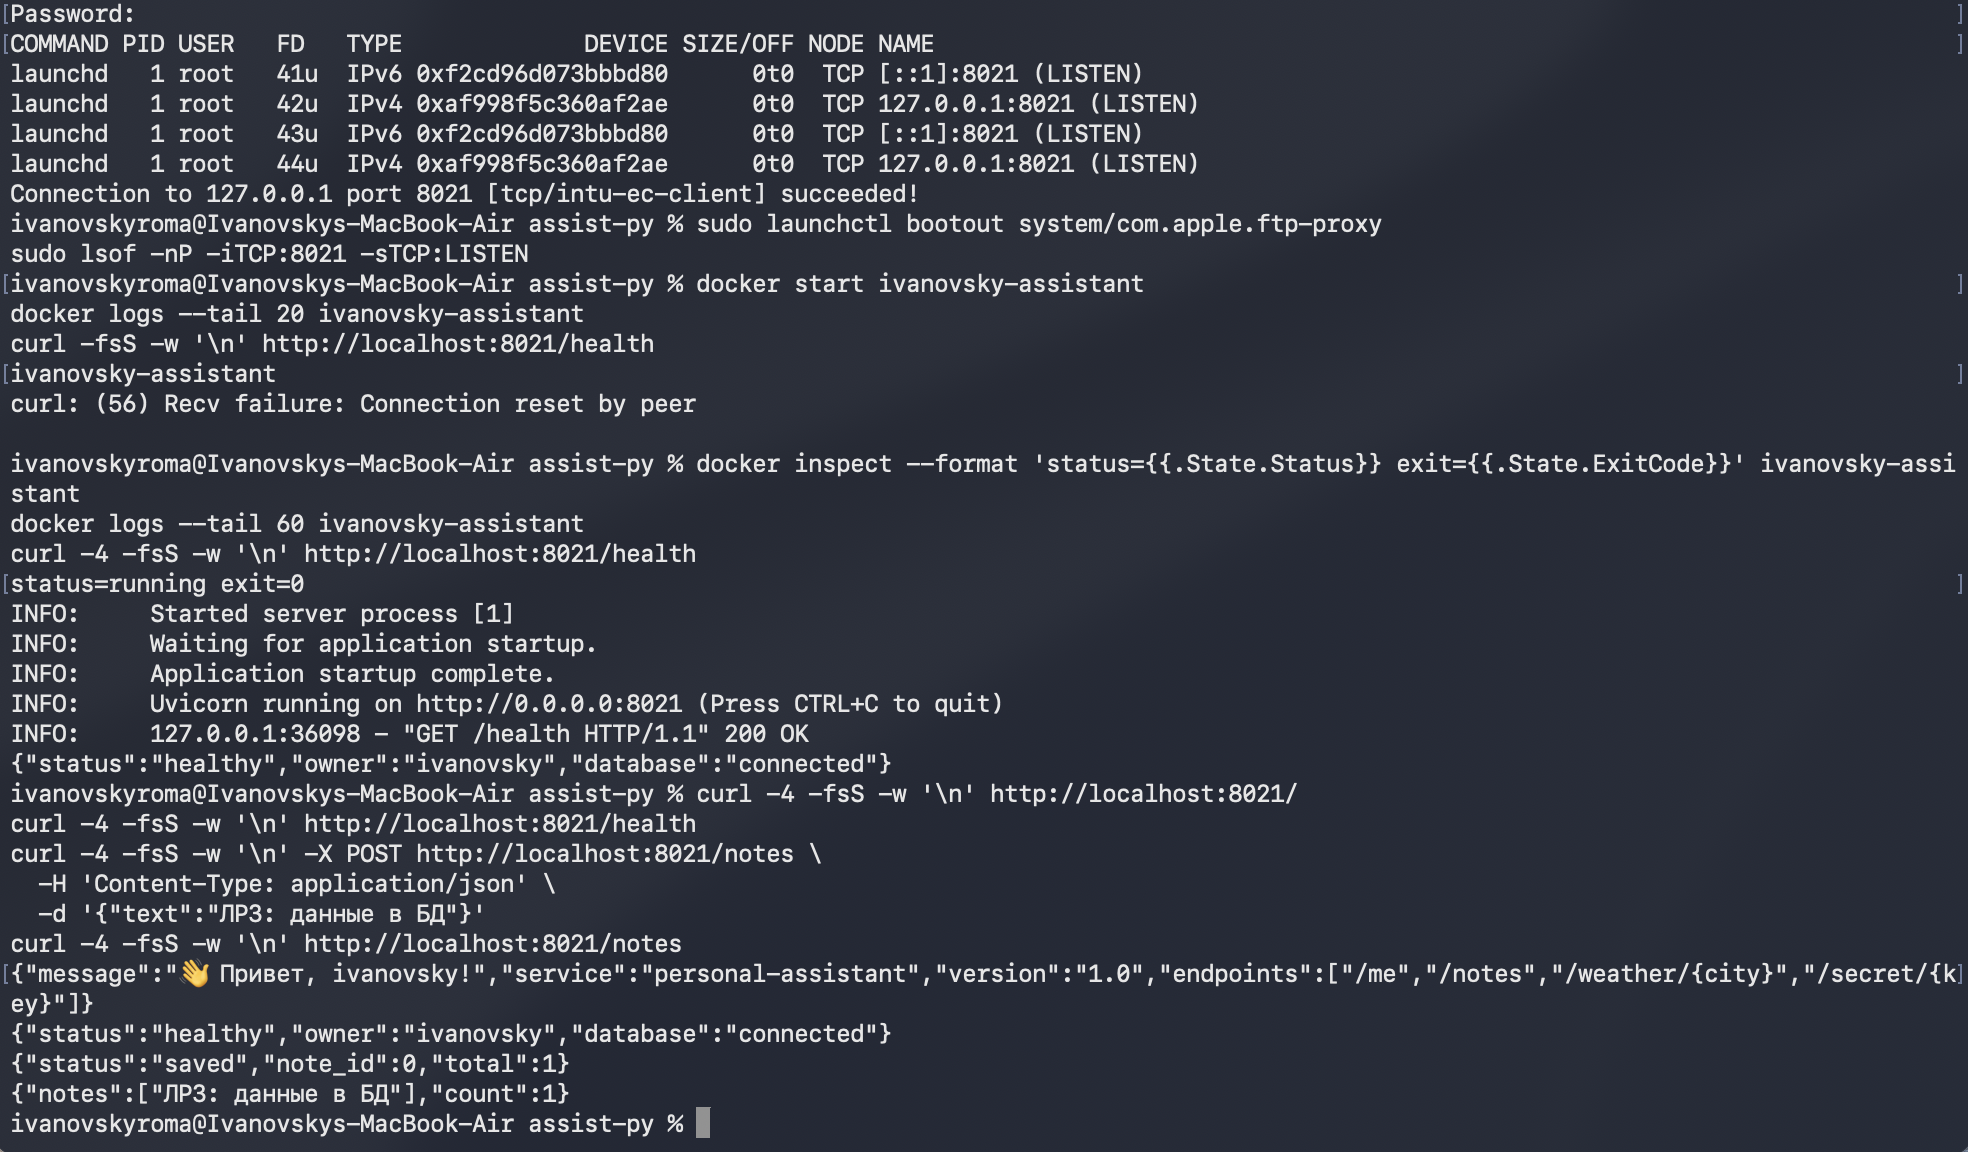 [Password: ]
[COMMAND PID USER   FD   TYPE             DEVICE SIZE/OFF NODE NAME ]
launchd   1 root   41u  IPv6 0xf2cd96d073bbbd80      0t0  TCP [::1]:8021 (LISTEN)
launchd   1 root   42u  IPv4 0xaf998f5c360af2ae      0t0  TCP 127.0.0.1:8021 (LISTEN)
launchd   1 root   43u  IPv6 0xf2cd96d073bbbd80      0t0  TCP [::1]:8021 (LISTEN)
launchd   1 root   44u  IPv4 0xaf998f5c360af2ae      0t0  TCP 127.0.0.1:8021 (LISTEN)
Connection to 127.0.0.1 port 8021 [tcp/intu-ec-client] succeeded!
ivanovskyroma@Ivanovskys-MacBook-Air assist-py % sudo launchctl bootout system/com.apple.ftp-proxy
sudo lsof -nP -iTCP:8021 -sTCP:LISTEN
[ivanovskyroma@Ivanovskys-MacBook-Air assist-py % docker start ivanovsky-assistant ]
docker logs --tail 20 ivanovsky-assistant
curl -fsS -w '\n' http://localhost:8021/health
[ivanovsky-assistant ]
curl: (56) Recv failure: Connection reset by peer
ivanovskyroma@Ivanovskys-MacBook-Air assist-py % docker inspect --format 'status={{.State.Status}} exit={{.State.ExitCode}}' ivanovsky-assi
stant
docker logs --tail 60 ivanovsky-assistant
curl -4 -fsS -w '\n' http://localhost:8021/health
[status=running exit=0 ]
INFO:     Started server process [1]
INFO:     Waiting for application startup.
INFO:     Application startup complete.
INFO:     Uvicorn running on http://0.0.0.0:8021 (Press CTRL+C to quit)
INFO:     127.0.0.1:36098 - "GET /health HTTP/1.1" 200 OK
{"status":"healthy","owner":"ivanovsky","database":"connected"}
ivanovskyroma@Ivanovskys-MacBook-Air assist-py % curl -4 -fsS -w '\n' http://localhost:8021/
curl -4 -fsS -w '\n' http://localhost:8021/health
curl -4 -fsS -w '\n' -X POST http://localhost:8021/notes \
  -H 'Content-Type: application/json' \
  -d '{"text":"ЛР3: данные в БД"}'
curl -4 -fsS -w '\n' http://localhost:8021/notes
[{"message":"👋 Привет, ivanovsky!","service":"personal-assistant","version":"1.0","endpoints":["/me","/notes","/weather/{city}","/secret/{k]
ey}"]}
{"status":"healthy","owner":"ivanovsky","database":"connected"}
{"status":"saved","note_id":0,"total":1}
{"notes":["ЛР3: данные в БД"],"count":1}
ivanovskyroma@Ivanovskys-MacBook-Air assist-py %